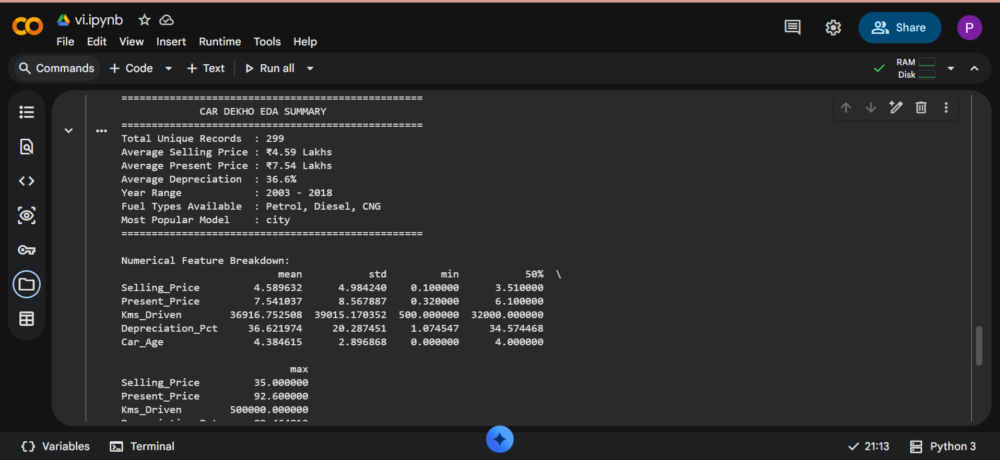 vi.ipynb
File Edit View Insert Runtime Tools Help
Share
P
Commands + Code + Text Run all
RAM
Disk
==================================================
CAR DEKHO EDA SUMMARY
==================================================
Total Unique Records : 299
Average Selling Price : ₹4.59 Lakhs
Average Present Price : ₹7.54 Lakhs
Average Depreciation : 36.6%
Year Range : 2003 - 2018
Fuel Types Available : Petrol, Diesel, CNG
Most Popular Model : city
==================================================
Numerical Feature Breakdown:
mean std min 50% \
Selling_Price 4.589632 4.984240 0.100000 3.510000
Present_Price 7.541037 8.567887 0.320000 6.100000
Kms_Driven 36916.752508 39015.170352 500.000000 32000.000000
Depreciation_Pct 36.621974 20.287451 1.074547 34.574468
Car_Age 4.384615 2.896868 0.000000 4.000000
max
Selling_Price 35.000000
Present_Price 92.600000
Kms_Driven 500000.000000
Variables Terminal
21:13 Python 3